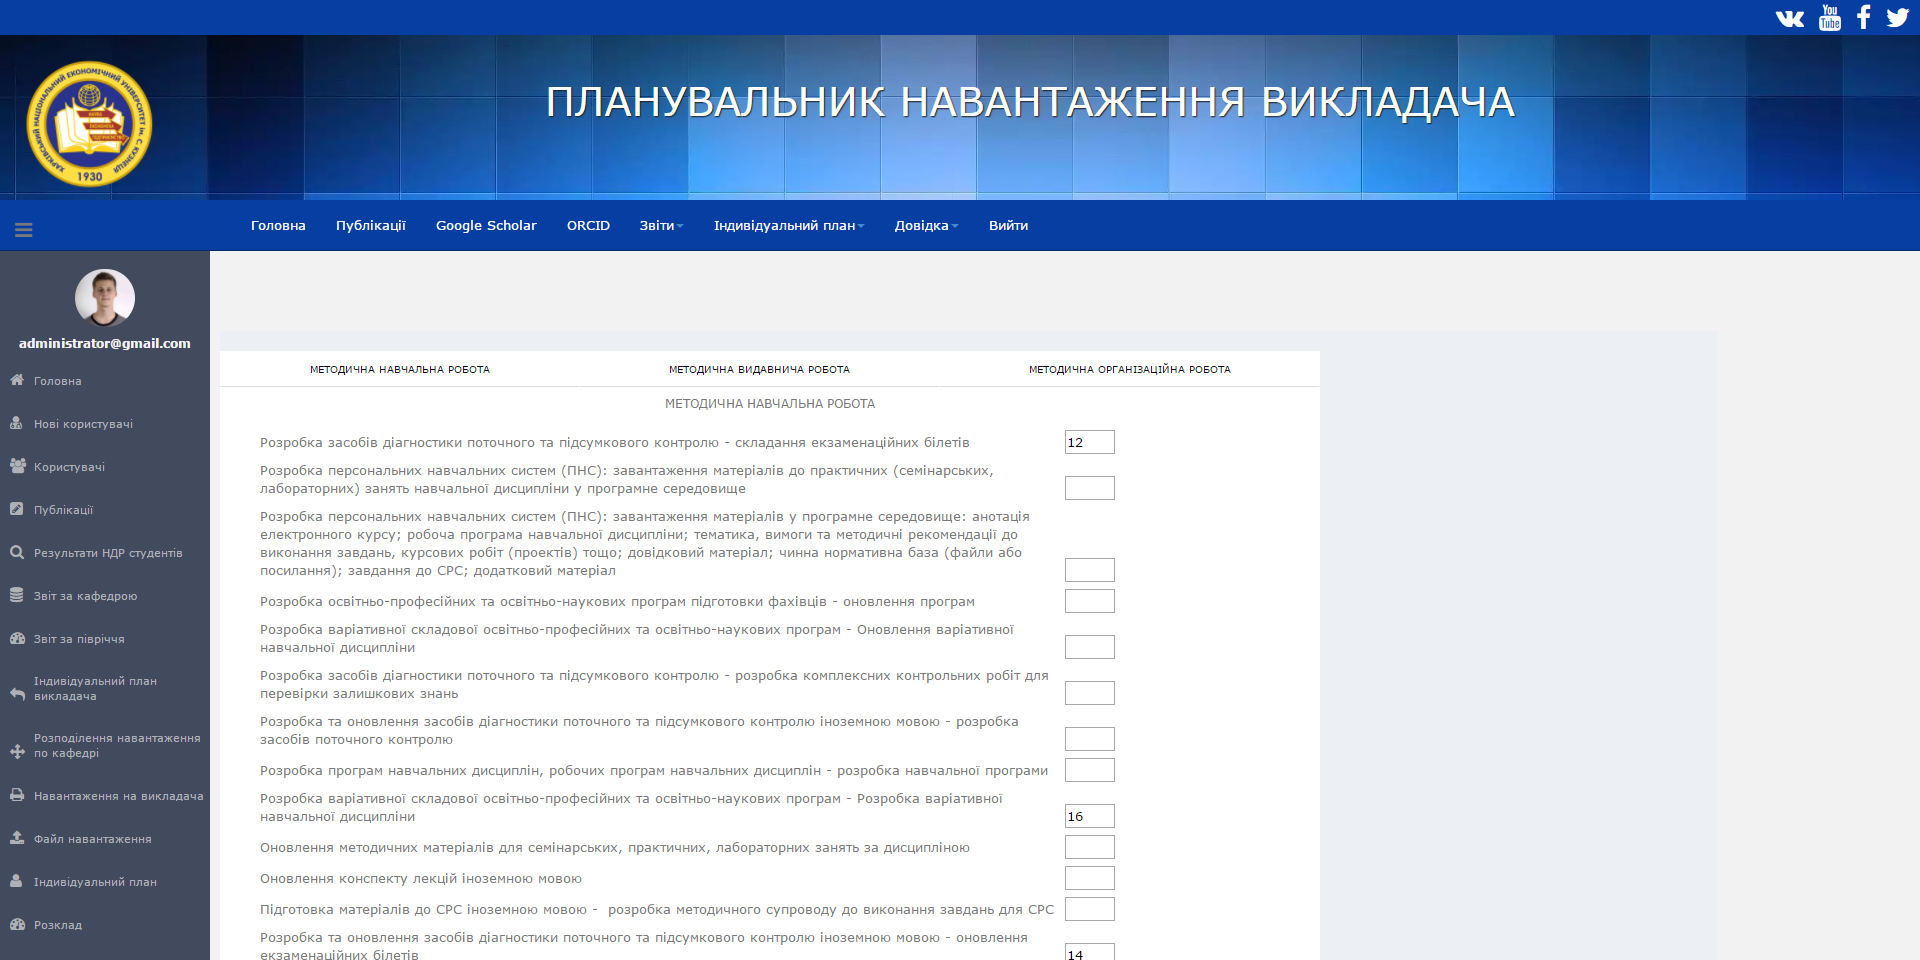 You
Tube
ХАРКІВСЬКИЙ НАЦІОНАЛЬНИЙ ЕКОНОМІЧНИЙ УНІВЕРСИТЕТ ім. С. КУЗНЕЦЯ
1930
ПЛАНУВАЛЬНИК НАВАНТАЖЕННЯ ВИКЛАДАЧА
Головна Публікації Google Scholar ORCID Звіти Індивідуальний план Довідка Вийти
administrator@gmail.com
Головна
Нові користувачі
Користувачі
Публікації
Результати НДР студентів
Звіт за кафедрою
Звіт за півріччя
Індивідуальний план
викладача
Розподілення навантаження
по кафедрі
Навантаження на викладача
Файл навантаження
Індивідуальний план
Розклад
МЕТОДИЧНА НАВЧАЛЬНА РОБОТА МЕТОДИЧНА ВИДАВНИЧА РОБОТА МЕТОДИЧНА ОРГАНІЗАЦІЙНА РОБОТА
МЕТОДИЧНА НАВЧАЛЬНА РОБОТА
Розробка засобів діагностики поточного та підсумкового контролю - складання екзаменаційних білетів 12
Розробка персональних навчальних систем (ПНС): завантаження матеріалів до практичних (семінарських,
лабораторних) занять навчальної дисципліни у програмне середовище
Розробка персональних навчальних систем (ПНС): завантаження матеріалів у програмне середовище: анотація
електронного курсу; робоча програма навчальної дисципліни; тематика, вимоги та методичні рекомендації до
виконання завдань, курсових робіт (проектів) тощо; довідковий матеріал; чинна нормативна база (файли або
посилання); завдання до СРС; додатковий матеріал
Розробка освітньо-професійних та освітньо-наукових програм підготовки фахівців - оновлення програм
Розробка варіативної складової освітньо-професійних та освітньо-наукових програм - Оновлення варіативної
навчальної дисципліни
Розробка засобів діагностики поточного та підсумкового контролю - розробка комплексних контрольних робіт для
перевірки залишкових знань
Розробка та оновлення засобів діагностики поточного та підсумкового контролю іноземною мовою - розробка
засобів поточного контролю
Розробка програм навчальних дисциплін, робочих програм навчальних дисциплін - розробка навчальної програми
Розробка варіативної складової освітньо-професійних та освітньо-наукових програм - Розробка варіативної
навчальної дисципліни 16
Оновлення методичних матеріалів для семінарських, практичних, лабораторних занять за дисципліною
Оновлення конспекту лекцій іноземною мовою
Підготовка матеріалів до СРС іноземною мовою - розробка методичного супроводу до виконання завдань для СРС
Розробка та оновлення засобів діагностики поточного та підсумкового контролю іноземною мовою - оновлення
екзаменаційних білетів 14